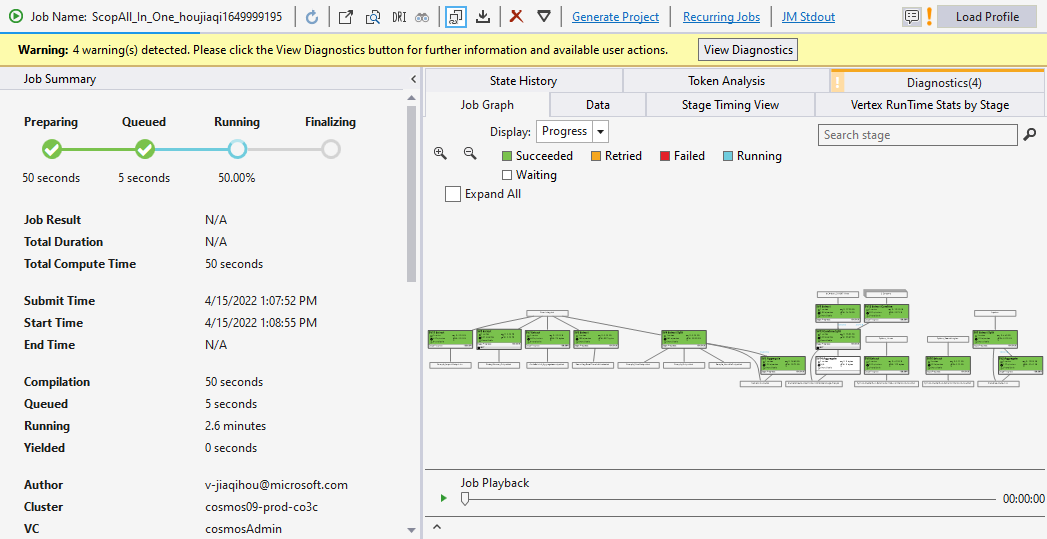 Job Name: ScopAll_In_One_houjiaqi1649999195
DRI
Generate Project
Recurring Jobs
JM Stdout
Load Profile
Warning: 4 warning(s) detected. Please click the View Diagnostics button for further information and available user actions.
View Diagnostics
Job Summary
Preparing Queued Running Finalizing
50 seconds 5 seconds 50.00%
Job Result N/A
Total Duration N/A
Total Compute Time 50 seconds
Submit Time 4/15/2022 1:07:52 PM
Start Time 4/15/2022 1:08:55 PM
End Time N/A
Compilation 50 seconds
Queued 5 seconds
Running 2.6 minutes
Yielded 0 seconds
Author v-jiaqihou@microsoft.com
Cluster cosmos09-prod-co3c
VC cosmosAdmin
State History Token Analysis Diagnostics(4)
Job Graph Data Stage Timing View Vertex RunTime Stats by Stage
Display: Progress
Search stage
Succeeded Retried Failed Running
Waiting
Expand All
Job Playback
00:00:00